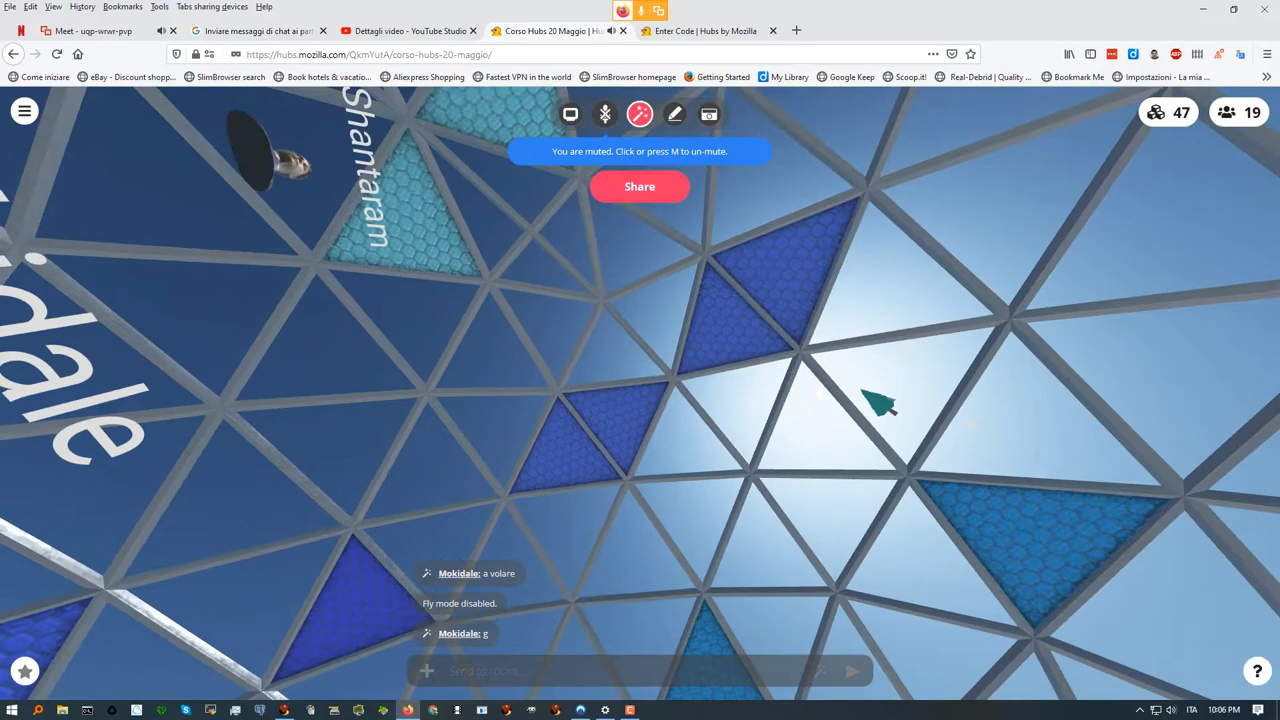 File Edit View History Bookmarks Tools Tabs sharing devices Help
Meet - uqp-wrwr-pvp
Inviare messaggi di chat ai part
Dettagli video - YouTube Studio
Corso Hubs 20 Maggio | Hu
Enter Code | Hubs by Mozilla
https://hubs.mozilla.com/QkmYutA/corso-hubs-20-maggio/
Come iniziare
eBay - Discount shopp...
SlimBrowser search
Book hotels & vacatio...
Aliexpress Shopping
Fastest VPN in the world
SlimBrowser homepage
Getting Started
My Library
Google Keep
Scoop.it!
Real-Debrid | Quality ...
Bookmark Me
Impostazioni - La mia ...
47
19
You are muted. Click or press M to un-mute.
Share
Shantaram
idale
Mokidale: a volare
Fly mode disabled.
Mokidale: g
Send to room...
?
ITA
10:06 PM